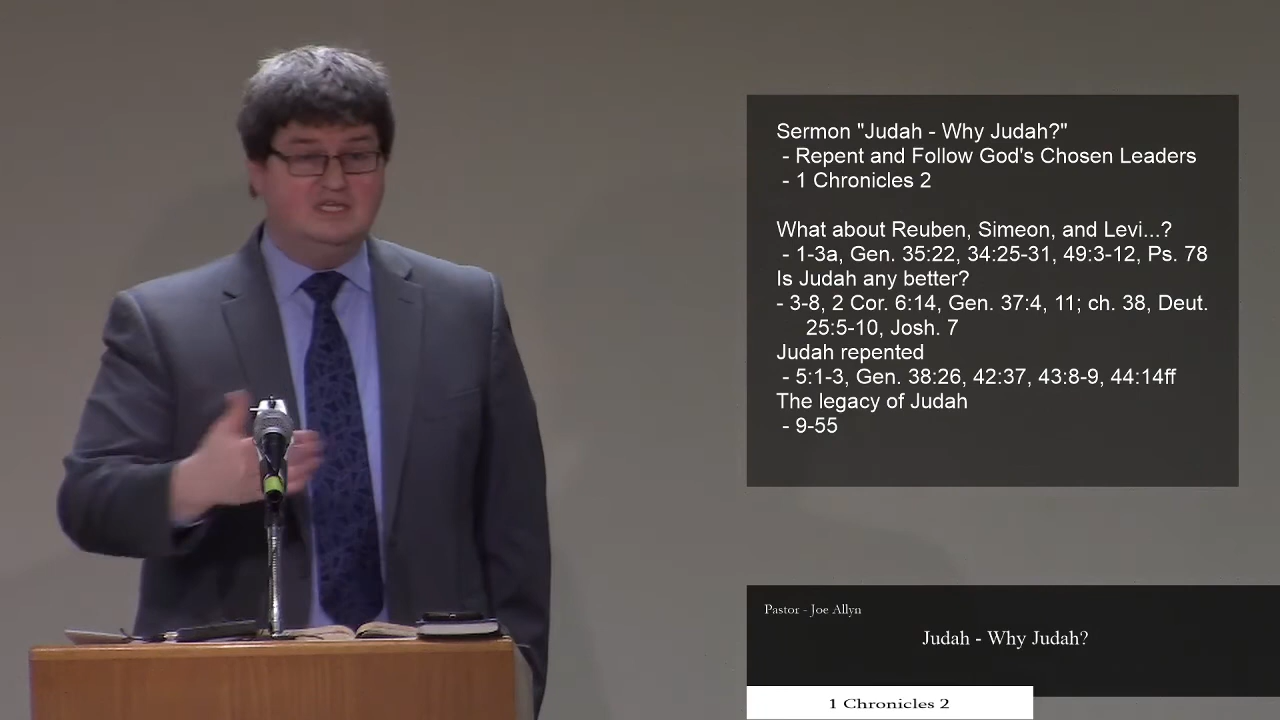 Sermon "Judah - Why Judah?"
- Repent and Follow God's Chosen Leaders
- 1 Chronicles 2
What about Reuben, Simeon, and Levi...?
- 1-3a, Gen. 35:22, 34:25-31, 49:3-12, Ps. 78
Is Judah any better?
- 3-8, 2 Cor. 6:14, Gen. 37:4, 11; ch. 38, Deut.
25:5-10, Josh. 7
Judah repented
- 5:1-3, Gen. 38:26, 42:37, 43:8-9, 44:14ff
The legacy of Judah
- 9-55
Pastor - Joe Allyn
Judah - Why Judah?
1 Chronicles 2